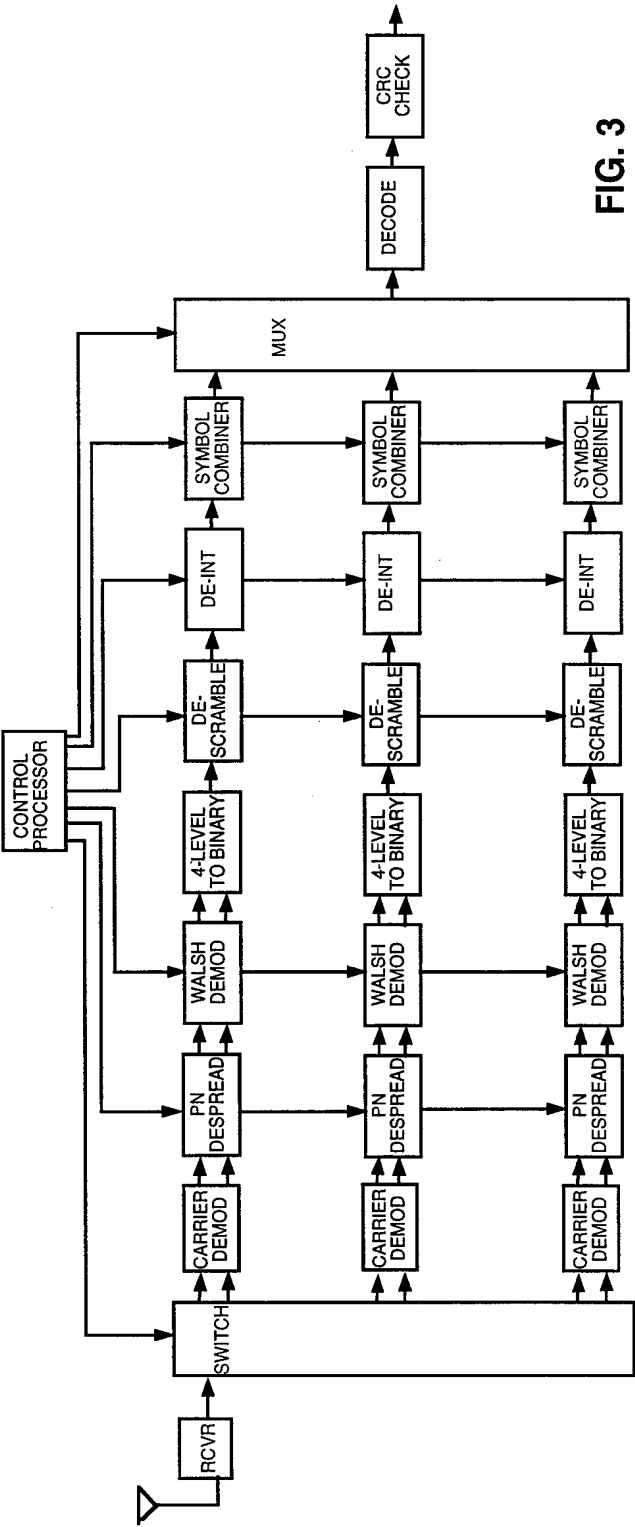 CONTROL
PROCESSOR
RCVR
SWITCH
CARRIER
DEMOD
PN
DESPREAD
WALSH
DEMOD
4-LEVEL
TO BINARY
DE-
SCRAMBLE
DE-INT
SYMBOL
COMBINER
CARRIER
DEMOD
PN
DESPREAD
WALSH
DEMOD
4-LEVEL
TO BINARY
DE-
SCRAMBLE
DE-INT
SYMBOL
COMBINER
CARRIER
DEMOD
PN
DESPREAD
WALSH
DEMOD
4-LEVEL
TO BINARY
DE-
SCRAMBLE
DE-INT
SYMBOL
COMBINER
MUX
DECODE
CRC
CHECK
FIG. 3